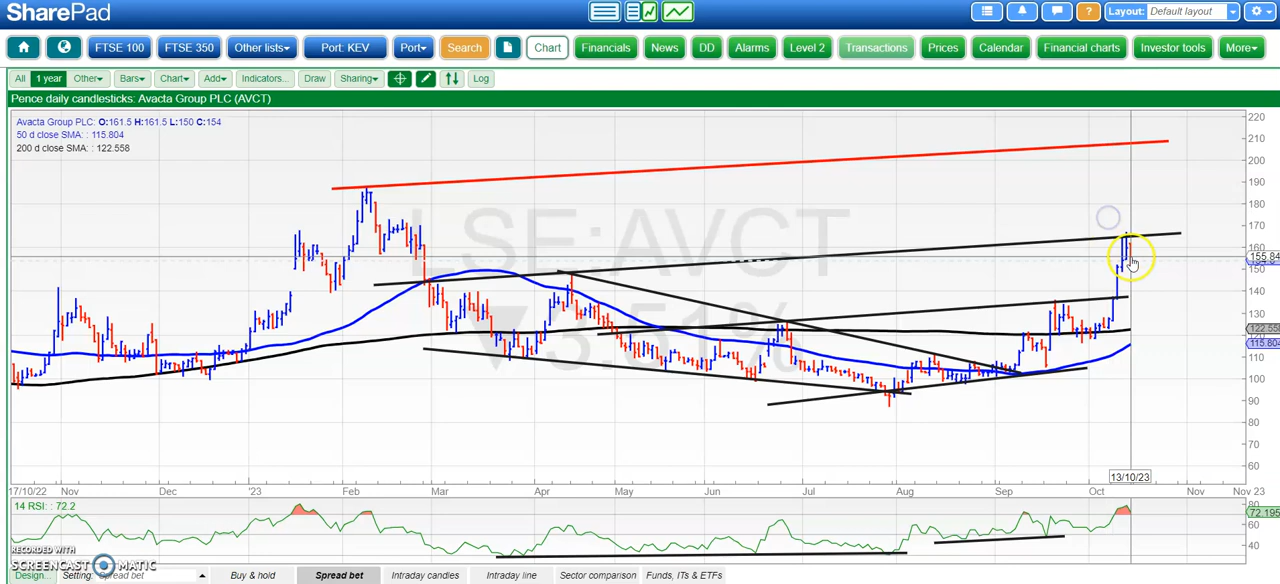 SharePad
Layout: Default layout
FTSE 100 FTSE 350 Other lists Port: KEV Port Search Chart Financials News DD Alarms Level 2 Transactions Prices Calendar Financial charts Investor tools More
All 1 year Other Bars Chart Add Indicators... Draw Sharing Log
Pence daily candlesticks: Avacta Group PLC (AVCT)
Avacta Group PLC: O:161.5 H:161.5 L:150 C:154
50 d close SMA: : 115.804
200 d close SMA: : 122.558
LSE:AVCT
▼3.51%
220
210
200
190
180
170
160
155.84
150
140
130
122.558
115.804
100
90
80
70
60
13/10/23
17/10/22 Nov Dec '23 Feb Mar Apr May Jun Jul Aug Sep Oct Nov Nov 23
14 RSI: : 72.2
80
72.195
60
40
RECORDED WITH
SCREENCAST MATIC
Design... Setting: Spread bet Buy & hold Spread bet Intraday candles Intraday line Sector comparison Funds, ITs & ETFs